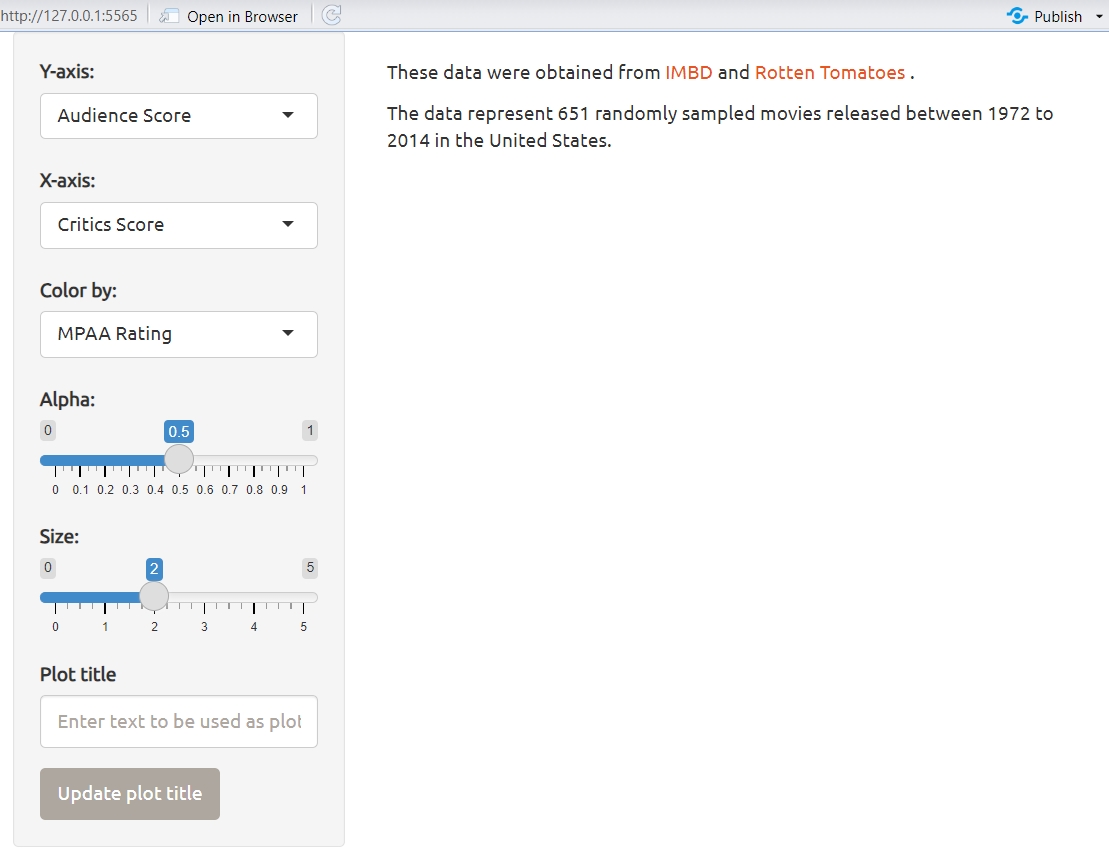 http://127.0.0.1:5565 Open in Browser Publish
Y-axis:
Audience Score
X-axis:
Critics Score
Color by:
MPAA Rating
Alpha:
0 0.5 1
0 0.1 0.2 0.3 0.4 0.5 0.6 0.7 0.8 0.9 1
Size:
0 2 5
0 1 2 3 4 5
Plot title
Enter text to be used as plot
Update plot title
These data were obtained from IMBD and Rotten Tomatoes .
The data represent 651 randomly sampled movies released between 1972 to
2014 in the United States.